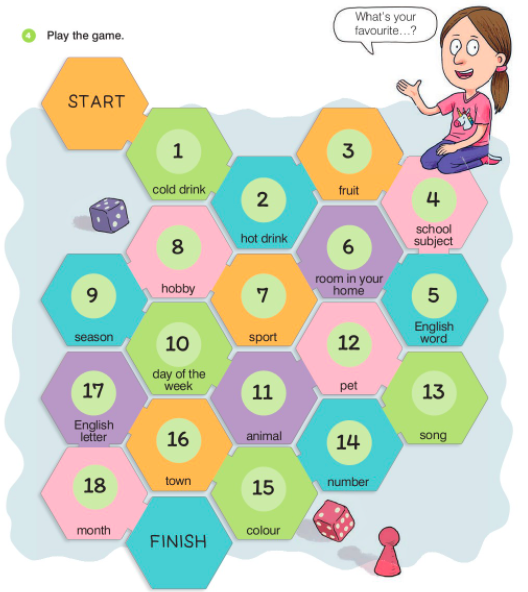 4 Play the game.
What's your
favourite...?
START
1
cold drink
2
hot drink
3
fruit
4
school
subject
5
English
word
6
room in your
home
7
sport
8
hobby
9
season
10
day of the
week
11
animal
12
pet
13
song
14
number
15
colour
16
town
17
English
letter
18
month
FINISH